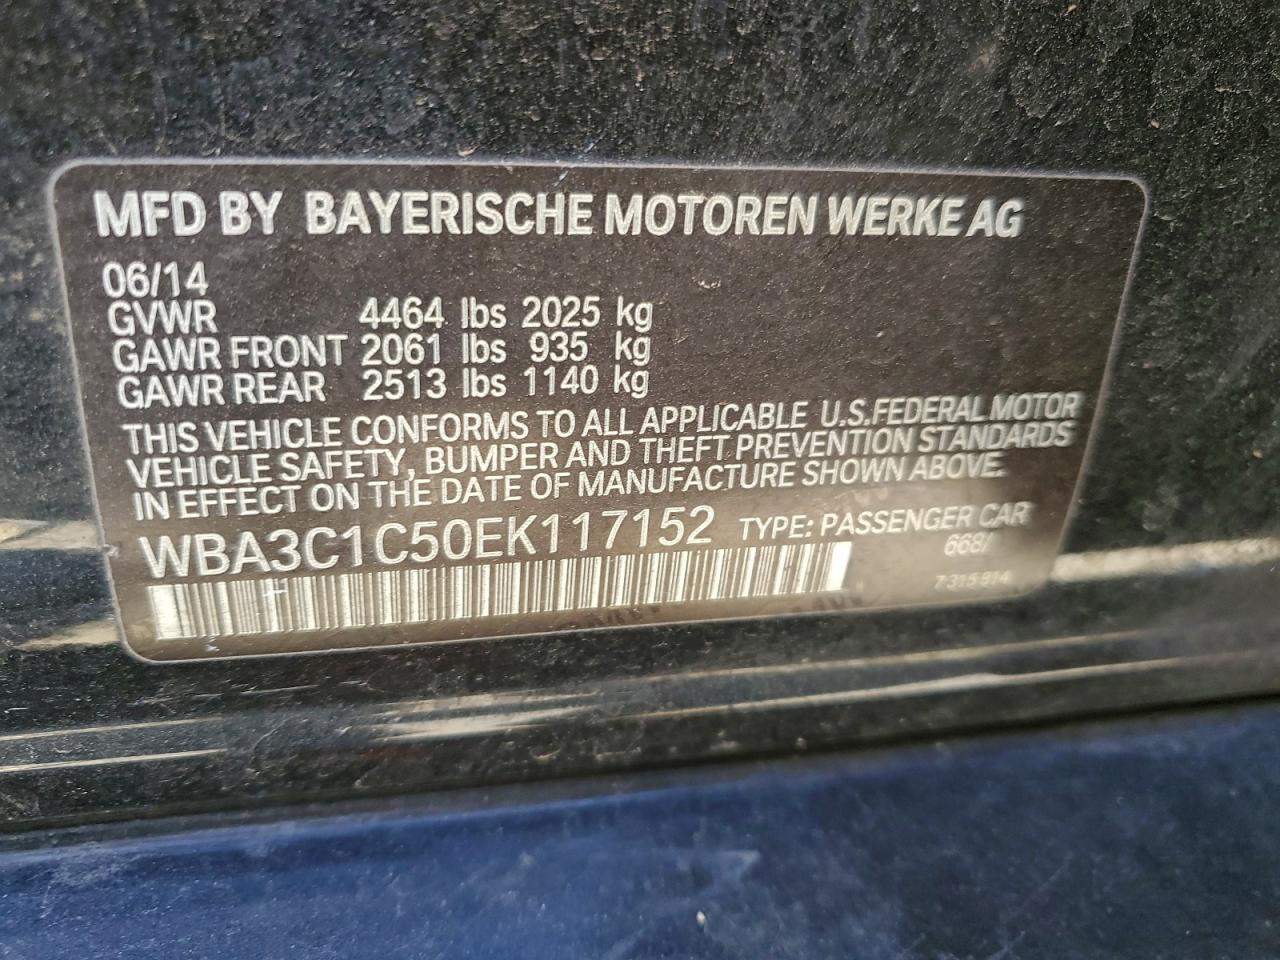 MFD BY BAYERISCHE MOTOREN WERKE AG
06/14
GVWR 4464 lbs 2025 kg
GAWR FRONT 2061 lbs 935 kg
GAWR REAR 2513 lbs 1140 kg
THIS VEHICLE CONFORMS TO ALL APPLICABLE U.S.FEDERAL MOTOR
VEHICLE SAFETY, BUMPER AND THEFT PREVENTION STANDARDS
IN EFFECT ON THE DATE OF MANUFACTURE SHOWN ABOVE.
WBA3C1C50EK117152 TYPE: PASSENGER CAR
668/
7 315 814